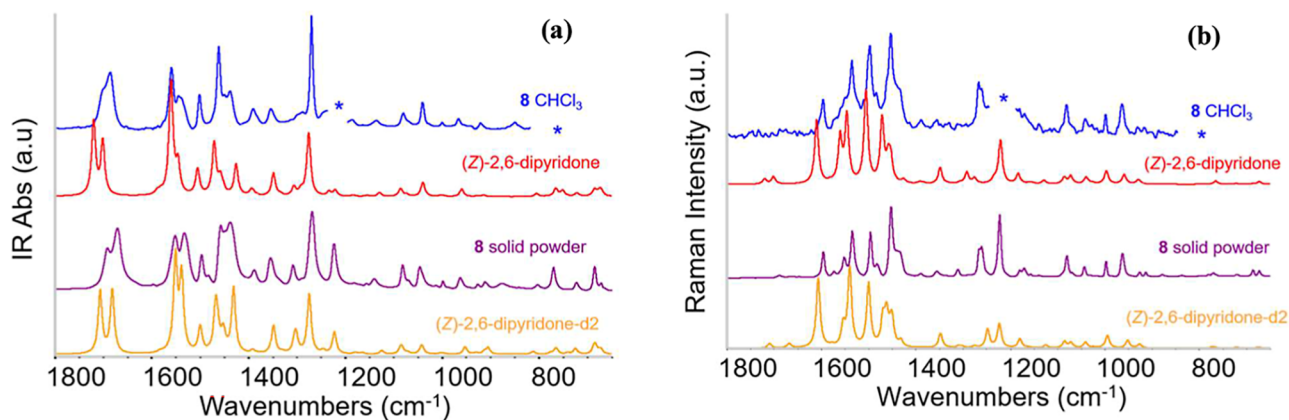 (a)
IR Abs (a.u)
*
8 CHCl3
*
(Z)-2,6-dipyridone
8 solid powder
(Z)-2,6-dipyridone-d2
1800 1600 1400 1200 1000 800
Wavenumbers (cm-1)
(b)
Raman Intensity (a.u.)
*
8 CHCl3
*
(Z)-2,6-dipyridone
8 solid powder
(Z)-2,6-dipyridone-d2
1800 1600 1400 1200 1000 800
Wavenumbers (cm-1)